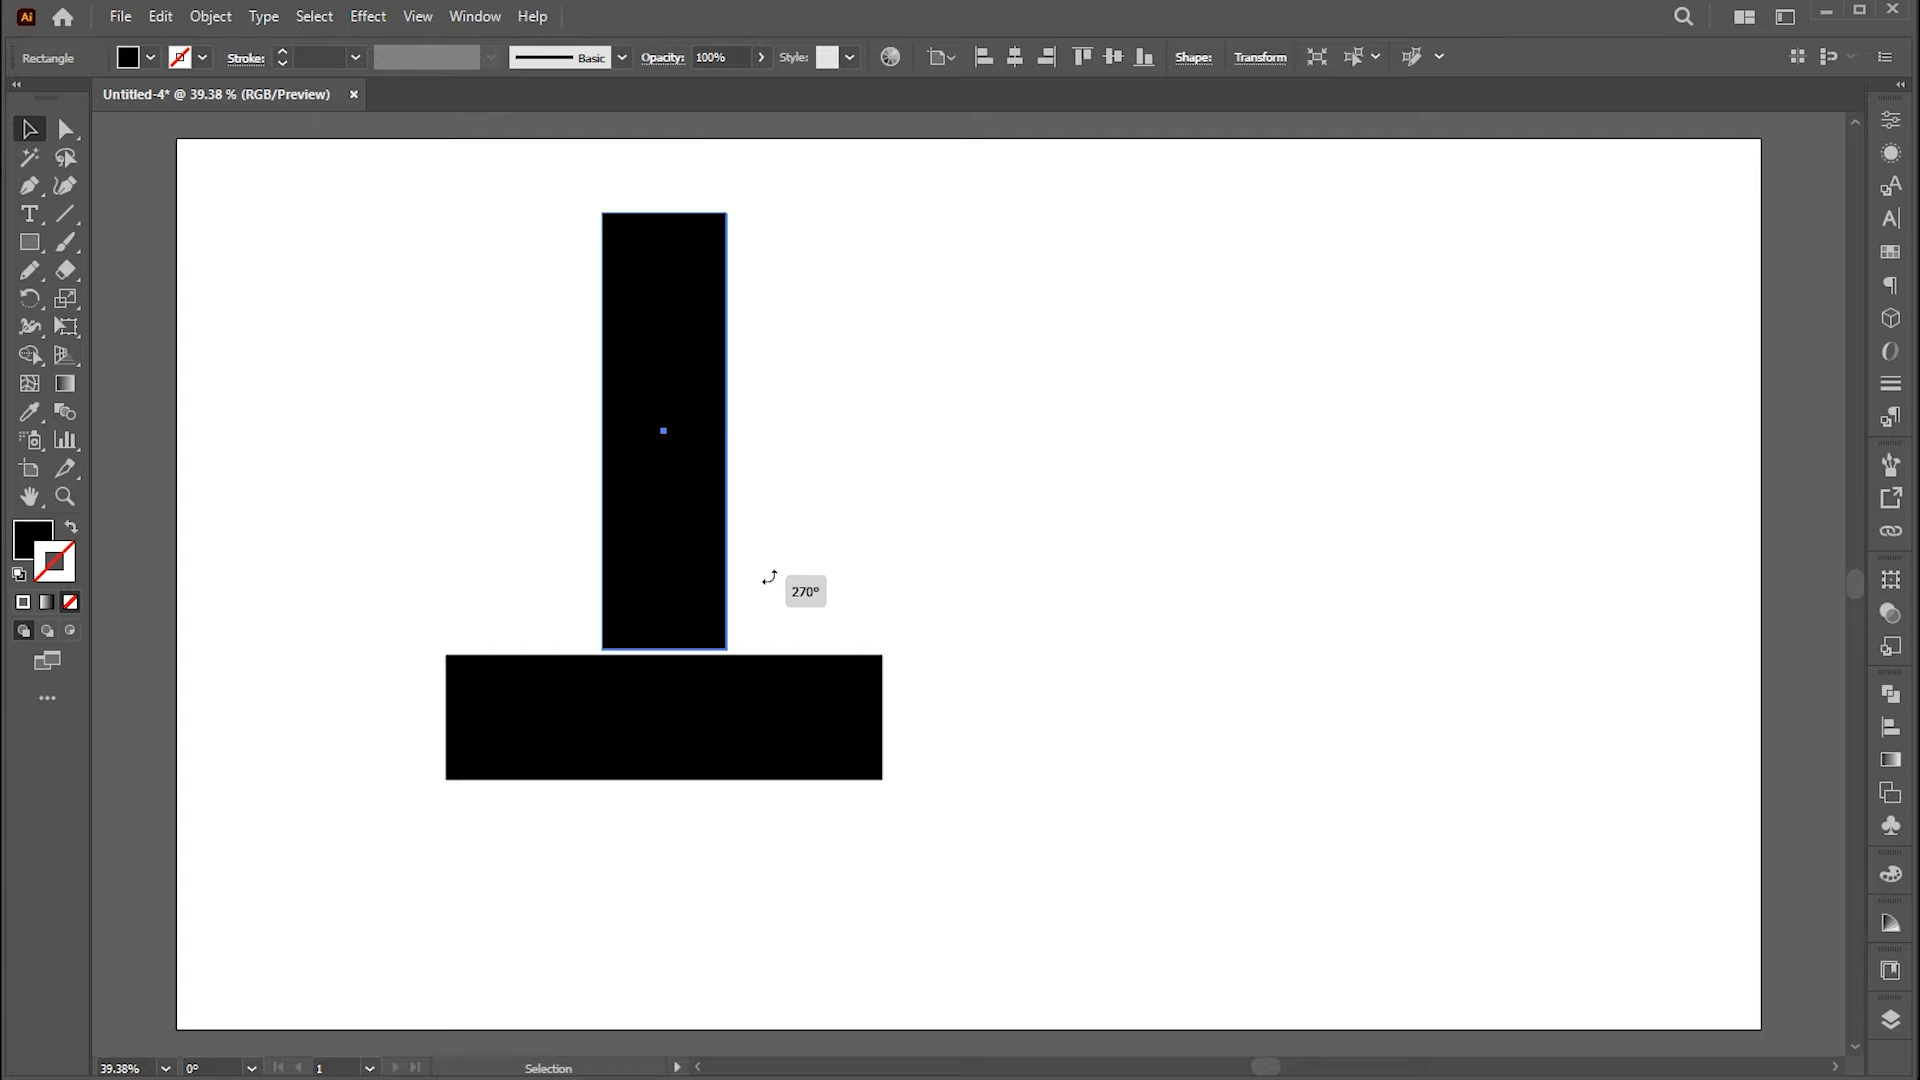 Ai File Edit Object Type Select Effect View Window Help
Rectangle Stroke: Basic Opacity: 100% Style: Shape: Transform
Untitled-4* @ 39.38 % (RGB/Preview)
270°
39.38% 0° 1 Selection